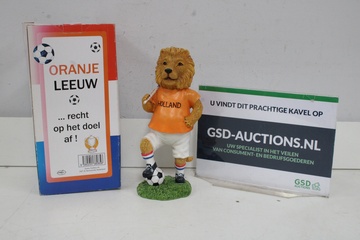 ORANJE
LEEUW
... recht
op het doel
af !
HOLLAND
U VINDT DIT PRACHTIGE KAVEL OP
GSD-AUCTIONS.NL
UW SPECIALIST IN HET VEILEN
VAN CONSUMENT- EN BEDRIJFSGOEDEREN
GSD